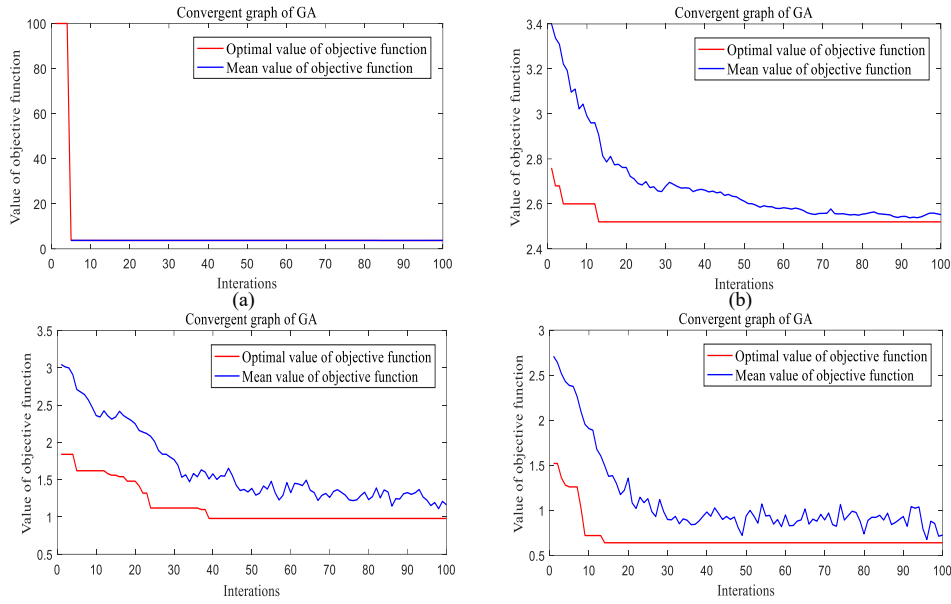 Convergent graph of GA
100
80
60
40
20
0
Value of objective function
Optimal value of objective function
Mean value of objective function
0 10 20 30 40 50 60 70 80 90 100
Iterations
(a)
Convergent graph of GA
3.4
3.2
3
2.8
2.6
2.4
Value of objective function
Optimal value of objective function
Mean value of objective function
0 10 20 30 40 50 60 70 80 90 100
Iterations
(b)
Convergent graph of GA
3.5
3
2.5
2
1.5
1
0.5
Value of objective function
Optimal value of objective function
Mean value of objective function
0 10 20 30 40 50 60 70 80 90 100
Iterations
Convergent graph of GA
3
2.5
2
1.5
1
0.5
Value of objective function
Optimal value of objective function
Mean value of objective function
0 10 20 30 40 50 60 70 80 90 100
Iterations